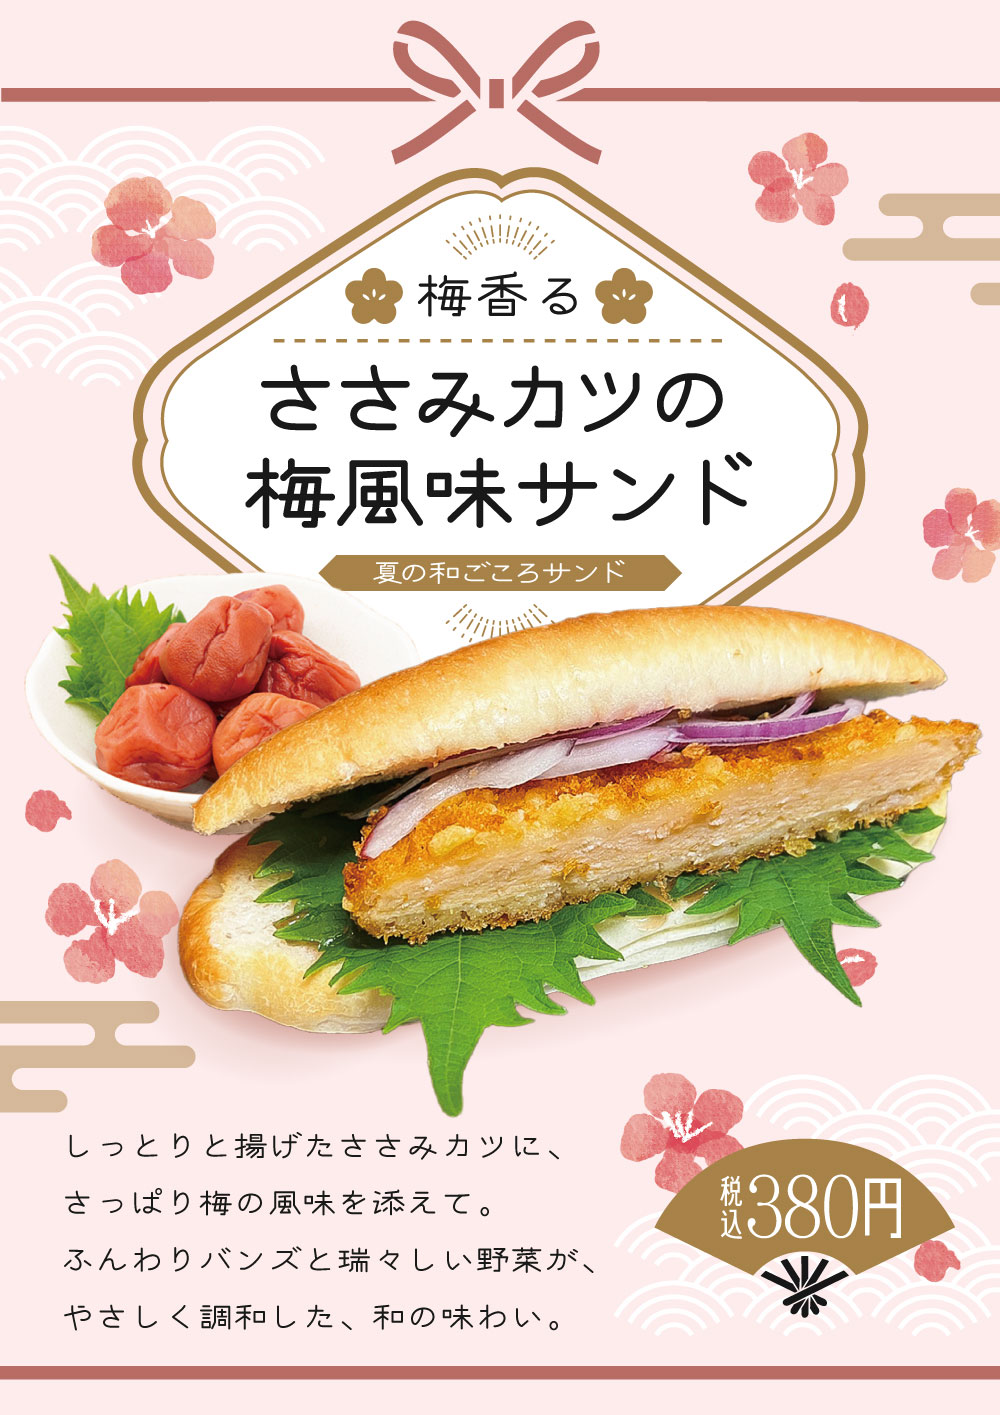 梅香る
ささみカツの
梅風味サンド
夏の和ごころサンド
しっとりと揚げたささみカツに、
さっぱり梅の風味を添えて。
ふんわりバンズと瑞々しい野菜が、
やさしく調和した、和の味わい。
税込380円